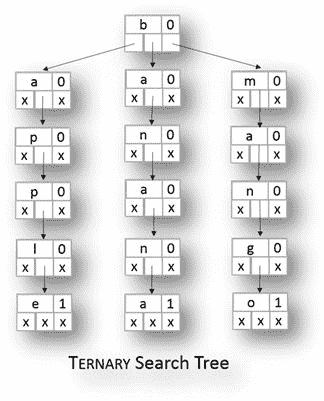 b 0
a 0 a 0 m 0
x x x x x x
p 0 n 0 a 0
x x x x x x
p 0 a 0 n 0
x x x x x x
l 0 n 0 g 0
x x x x x x
e 1 a 1 o 1
x x x x x x x x x
TERNARY Search Tree